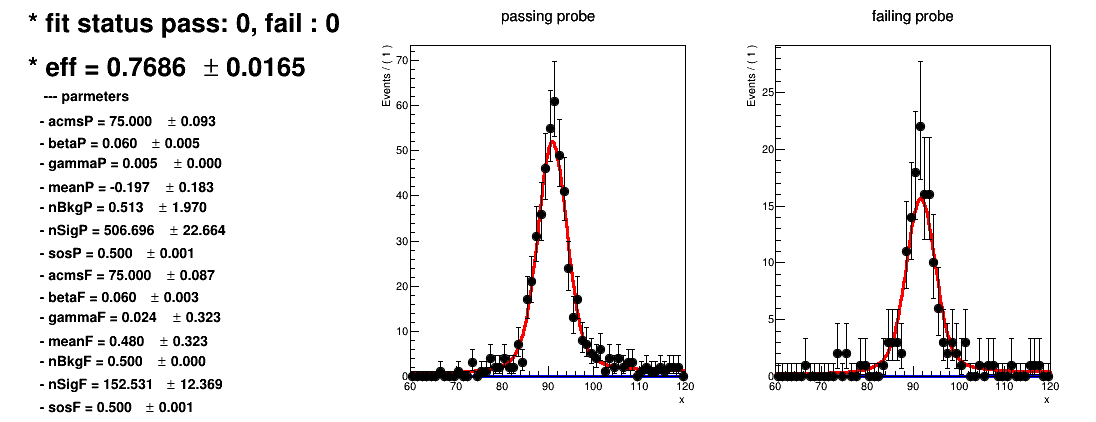 * fit status pass: 0, fail : 0
* eff = 0.7686 ± 0.0165
--- parmeters
- acmsP = 75.000 ± 0.093
- betaP = 0.060 ± 0.005
- gammaP = 0.005 ± 0.000
- meanP = -0.197 ± 0.183
- nBkgP = 0.513 ± 1.970
- nSigP = 506.696 ± 22.664
- sosP = 0.500 ± 0.001
- acmsF = 75.000 ± 0.087
- betaF = 0.060 ± 0.003
- gammaF = 0.024 ± 0.323
- meanF = 0.480 ± 0.323
- nBkgF = 0.500 ± 0.000
- nSigF = 152.531 ± 12.369
- sosF = 0.500 ± 0.001
passing probe
Events / ( 1 )
70
60
50
40
30
20
10
0
60 70 80 90 100 110 120
x
failing probe
Events / ( 1 )
25
20
15
10
5
0
60 70 80 90 100 110 120
x